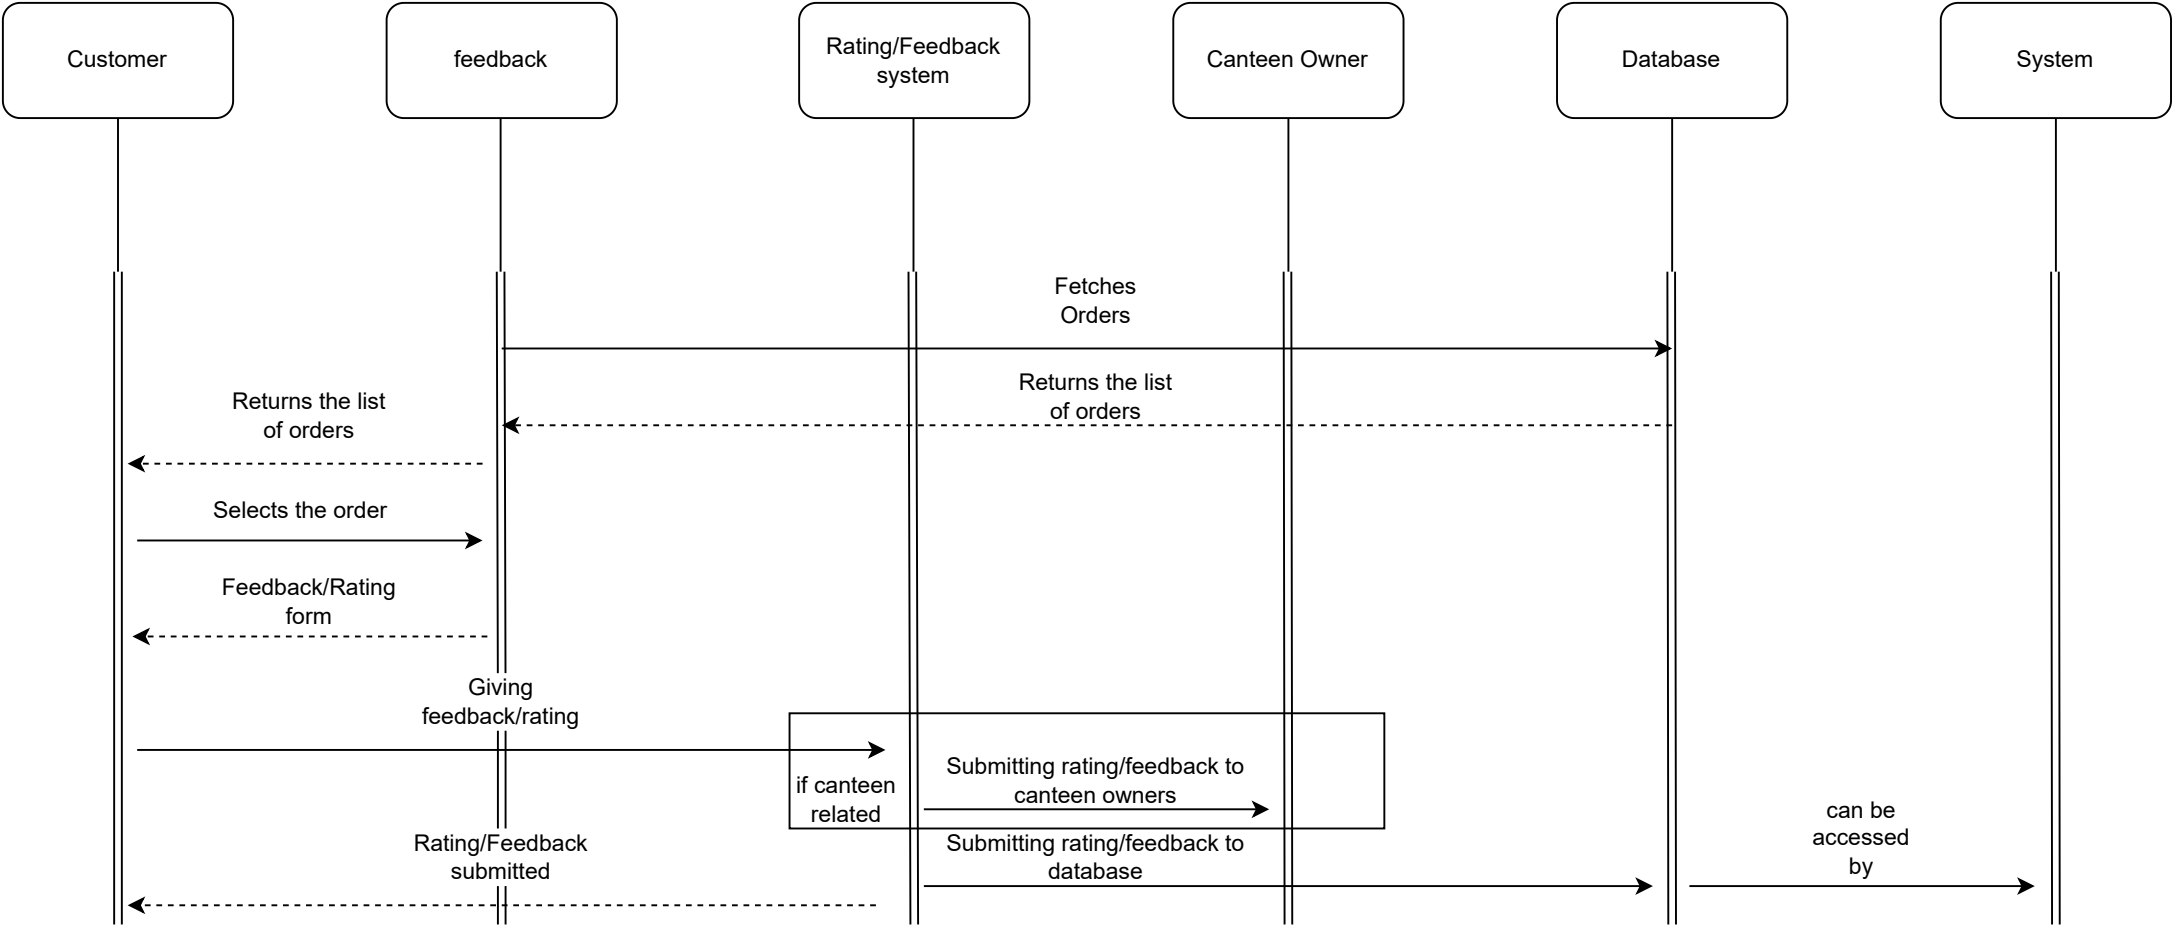 Customer
feedback
Rating/Feedback
system
Canteen Owner
Database
System
Fetches
Orders
Returns the list
of orders
Returns the list
of orders
Selects the order
Feedback/Rating
form
Giving
feedback/rating
Submitting rating/feedback to
canteen owners
if canteen
related
can be
accessed
by
Rating/Feedback
submitted
Submitting rating/feedback to
database